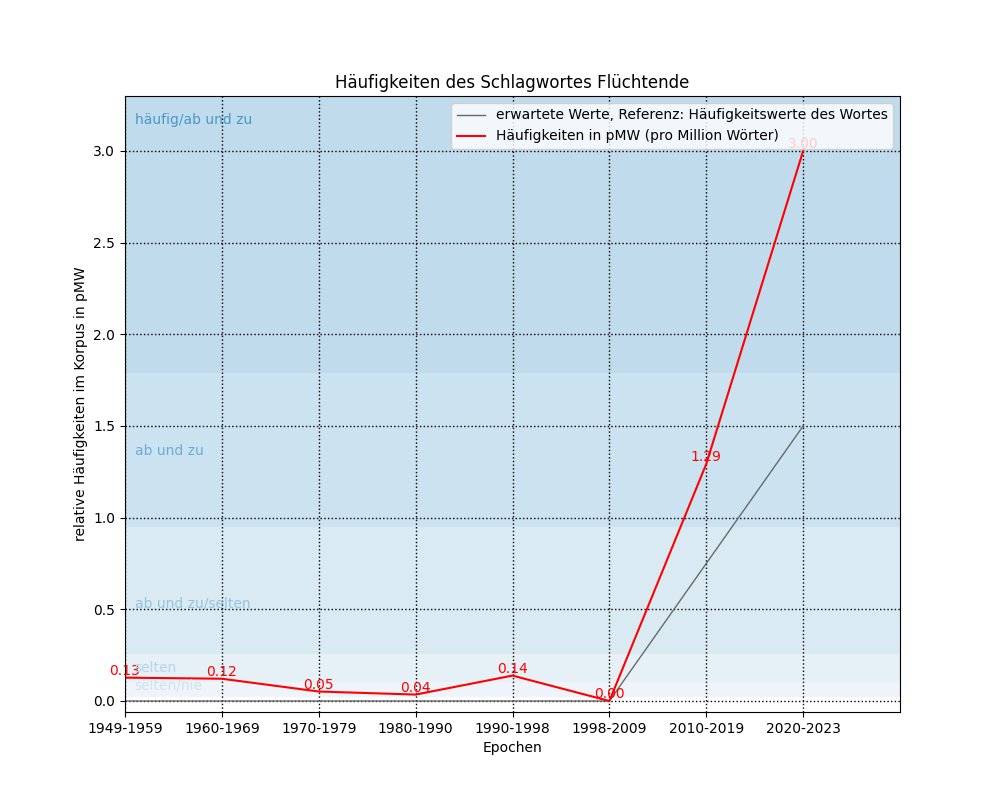 Häufigkeiten des Schlagwortes Flüchtende
häufig/ab und zu
erwartete Werte, Referenz: Häufigkeitswerte des Wortes
Häufigkeiten in pMW (pro Million Wörter)
3.00
3.0
2.5
2.0
1.5
1.29
ab und zu
1.0
0.5
ab und zu/selten
0.13
selten
0.12
0.14
selten/nie
0.05
0.04
0.00
0.0
relative Häufigkeiten im Korpus in pMW
1949-1959 1960-1969 1970-1979 1980-1990 1990-1998 1998-2009 2010-2019 2020-2023
Epochen